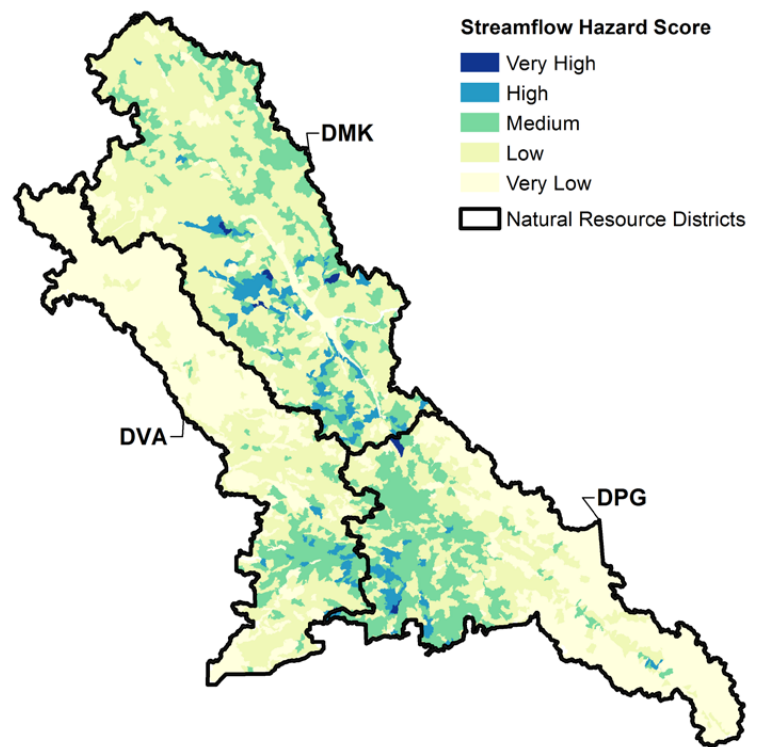 Streamflow Hazard Score
Very High
High
Medium
Low
Very Low
Natural Resource Districts
DMK
DVA
DPG